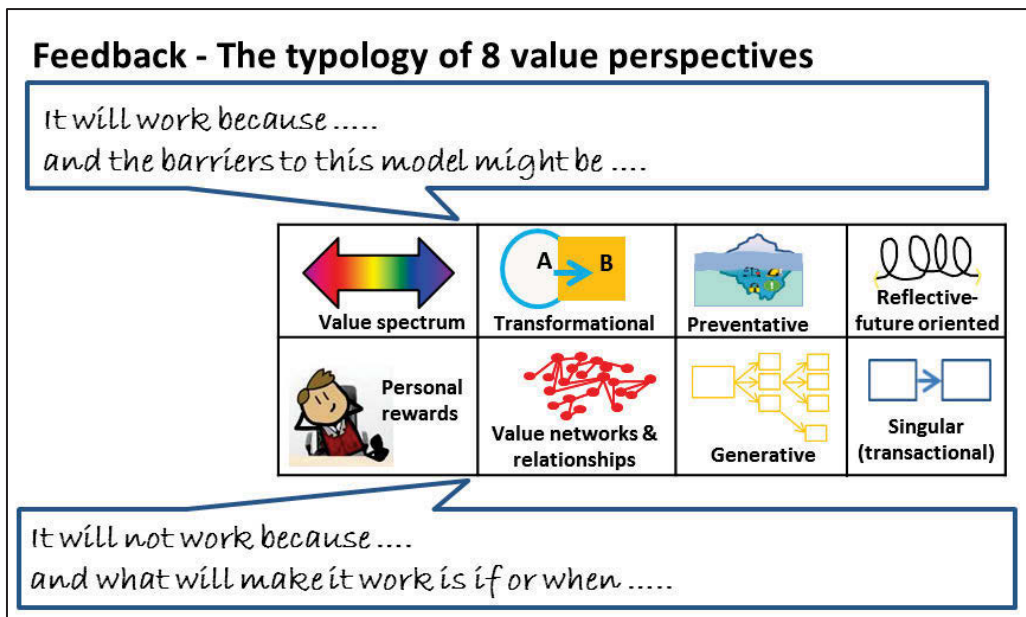 Feedback - The typology of 8 value perspectives
It will work because .....
and the barriers to this model might be ....
Value spectrum
A B
Transformational
Preventative
Reflective-
future oriented
Personal
rewards
Value networks &
relationships
Generative
Singular
(transactional)
It will not work because ....
and what will make it work is if or when .....